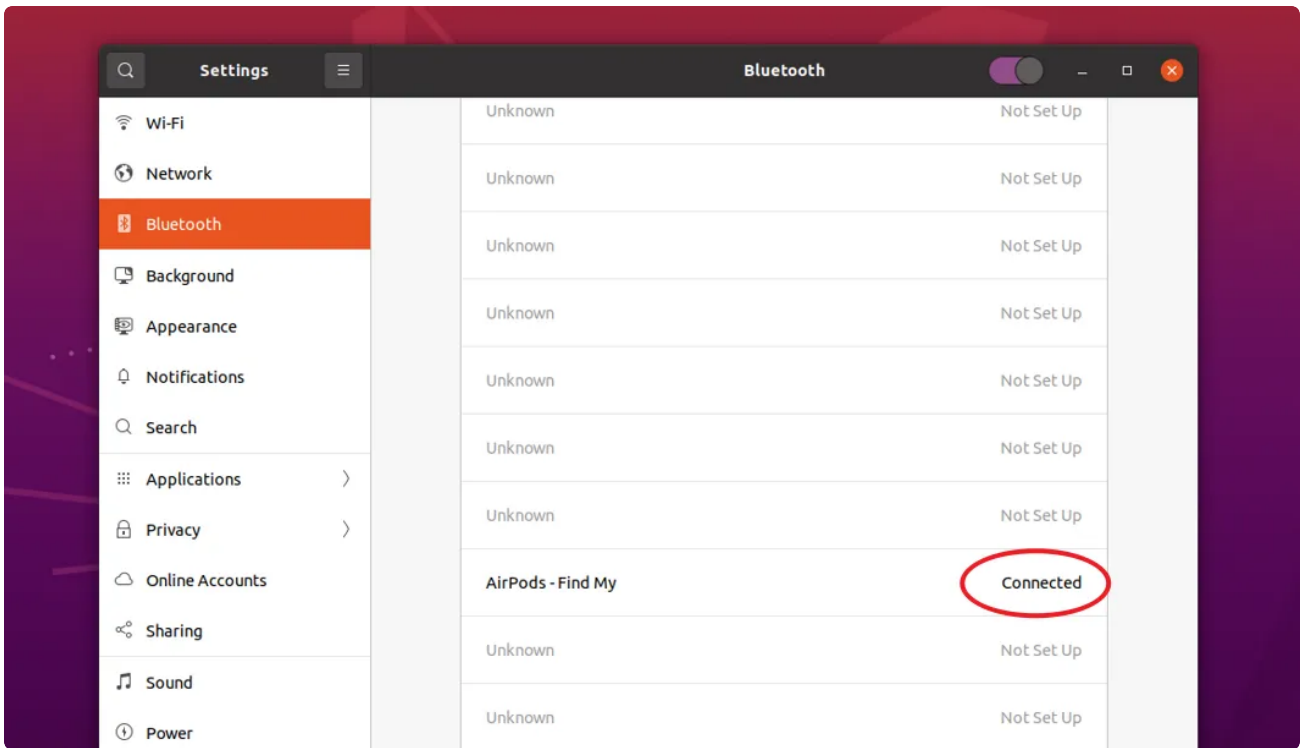 Settings
Bluetooth
Wi-Fi
Network
Bluetooth
Background
Appearance
Notifications
Search
Applications
Privacy
Online Accounts
Sharing
Sound
Power
Unknown Not Set Up
Unknown Not Set Up
Unknown Not Set Up
Unknown Not Set Up
Unknown Not Set Up
Unknown Not Set Up
Unknown Not Set Up
AirPods - Find My Connected
Unknown Not Set Up
Unknown Not Set Up